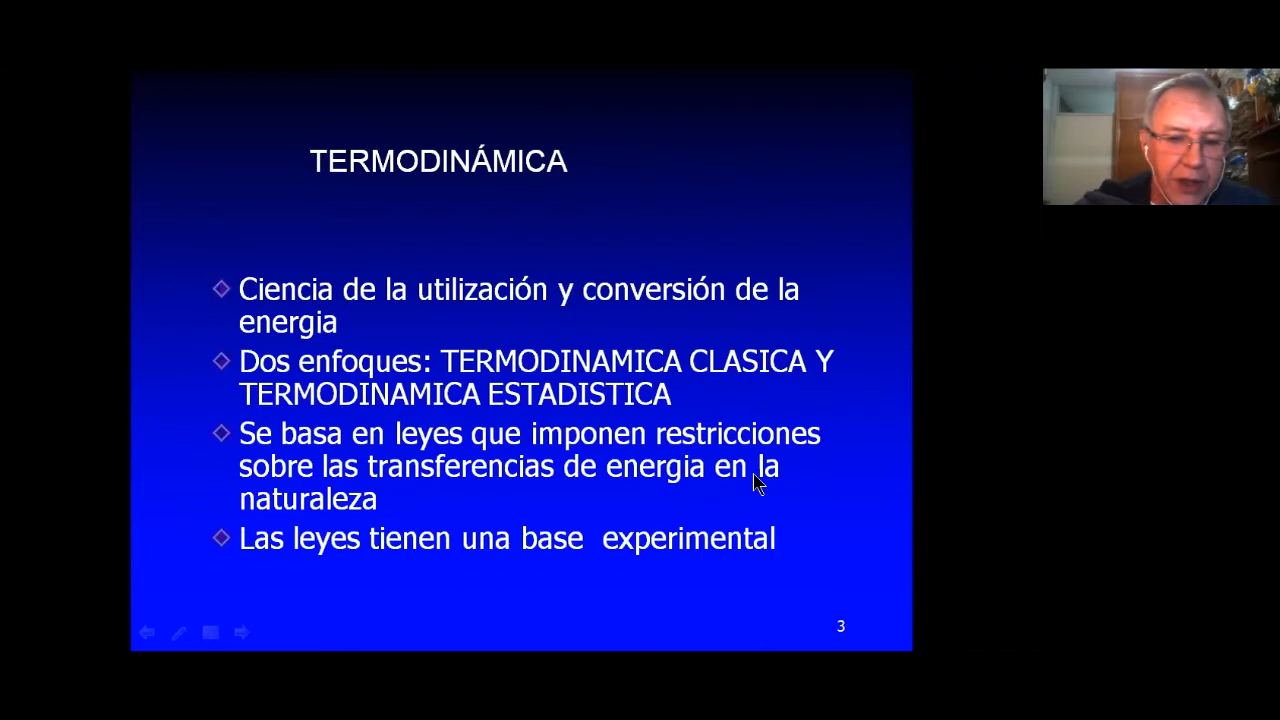 TERMODINÁMICA
Ciencia de la utilización y conversión de la
energia
Dos enfoques: TERMODINAMICA CLASICA Y
TERMODINAMICA ESTADISTICA
Se basa en leyes que imponen restricciones
sobre las transferencias de energia en la
naturaleza
Las leyes tienen una base  experimental
3